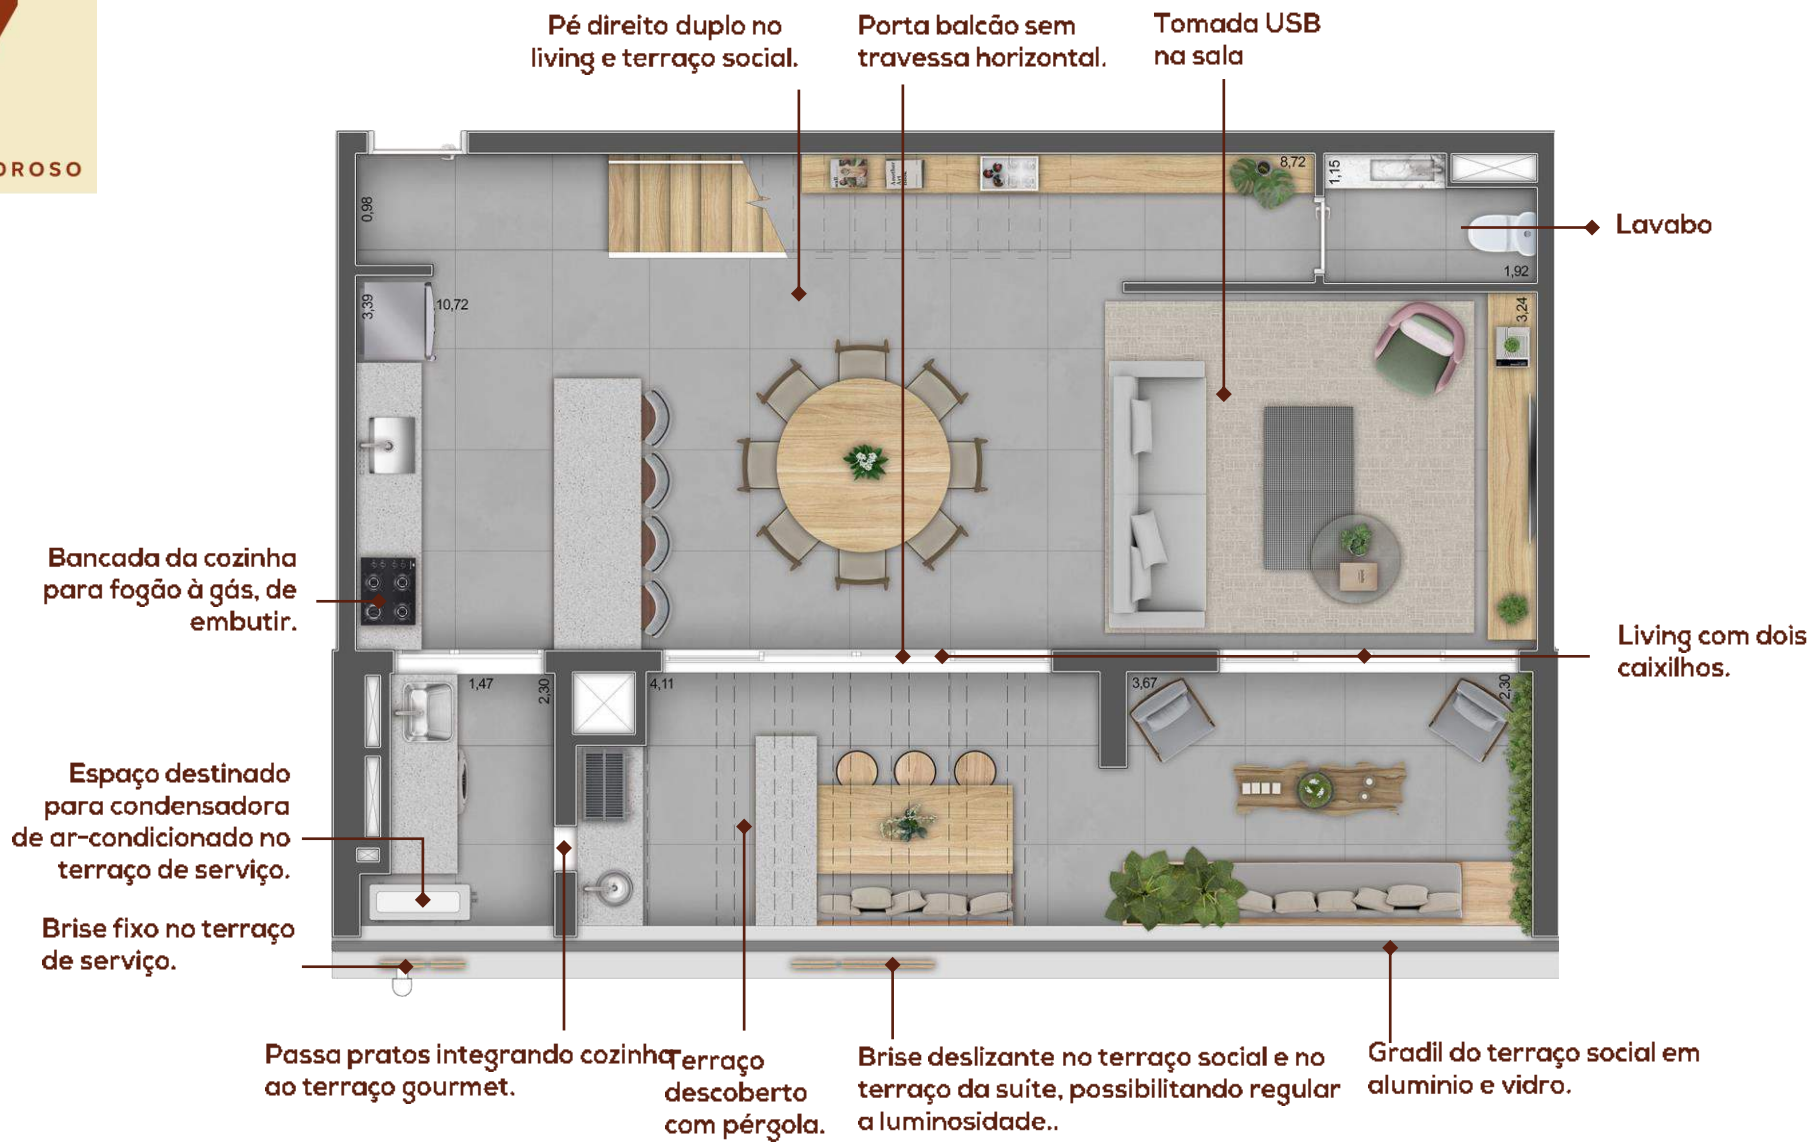 Pé direito duplo no
living e terraço social.
Porta balcão sem
travessa horizontal.
Tomada USB
na sala
OROSO
8,72
1,15
0,98
Lavabo
1,92
3,39
10,72
3,24
Bancada da cozinha
para fogão à gás, de
embutir.
Living com dois
caixilhos.
1,47
2,30
4,11
3,67
2,30
Espaço destinado
para condensadora
de ar-condicionado no
terraço de serviço.
Brise fixo no terraço
de serviço.
Passa pratos integrando cozinha
ao terraço gourmet.
Terraço
descoberto
com pérgola.
Brise deslizante no terraço social e no
terraço da suíte, possibilitando regular
a luminosidade..
Gradil do terraço social em
aluminio e vidro.